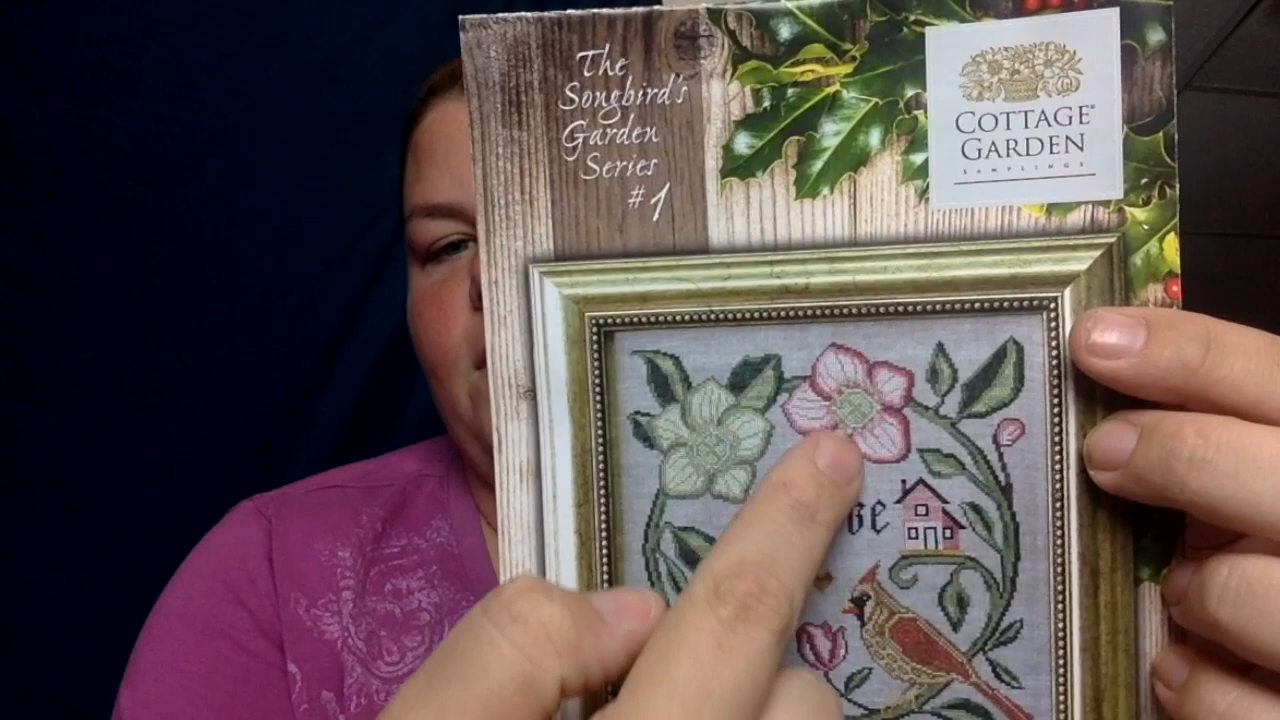 The
Songbird's
Garden
Series
#1
COTTAGE
GARDEN
SAMPLINGS